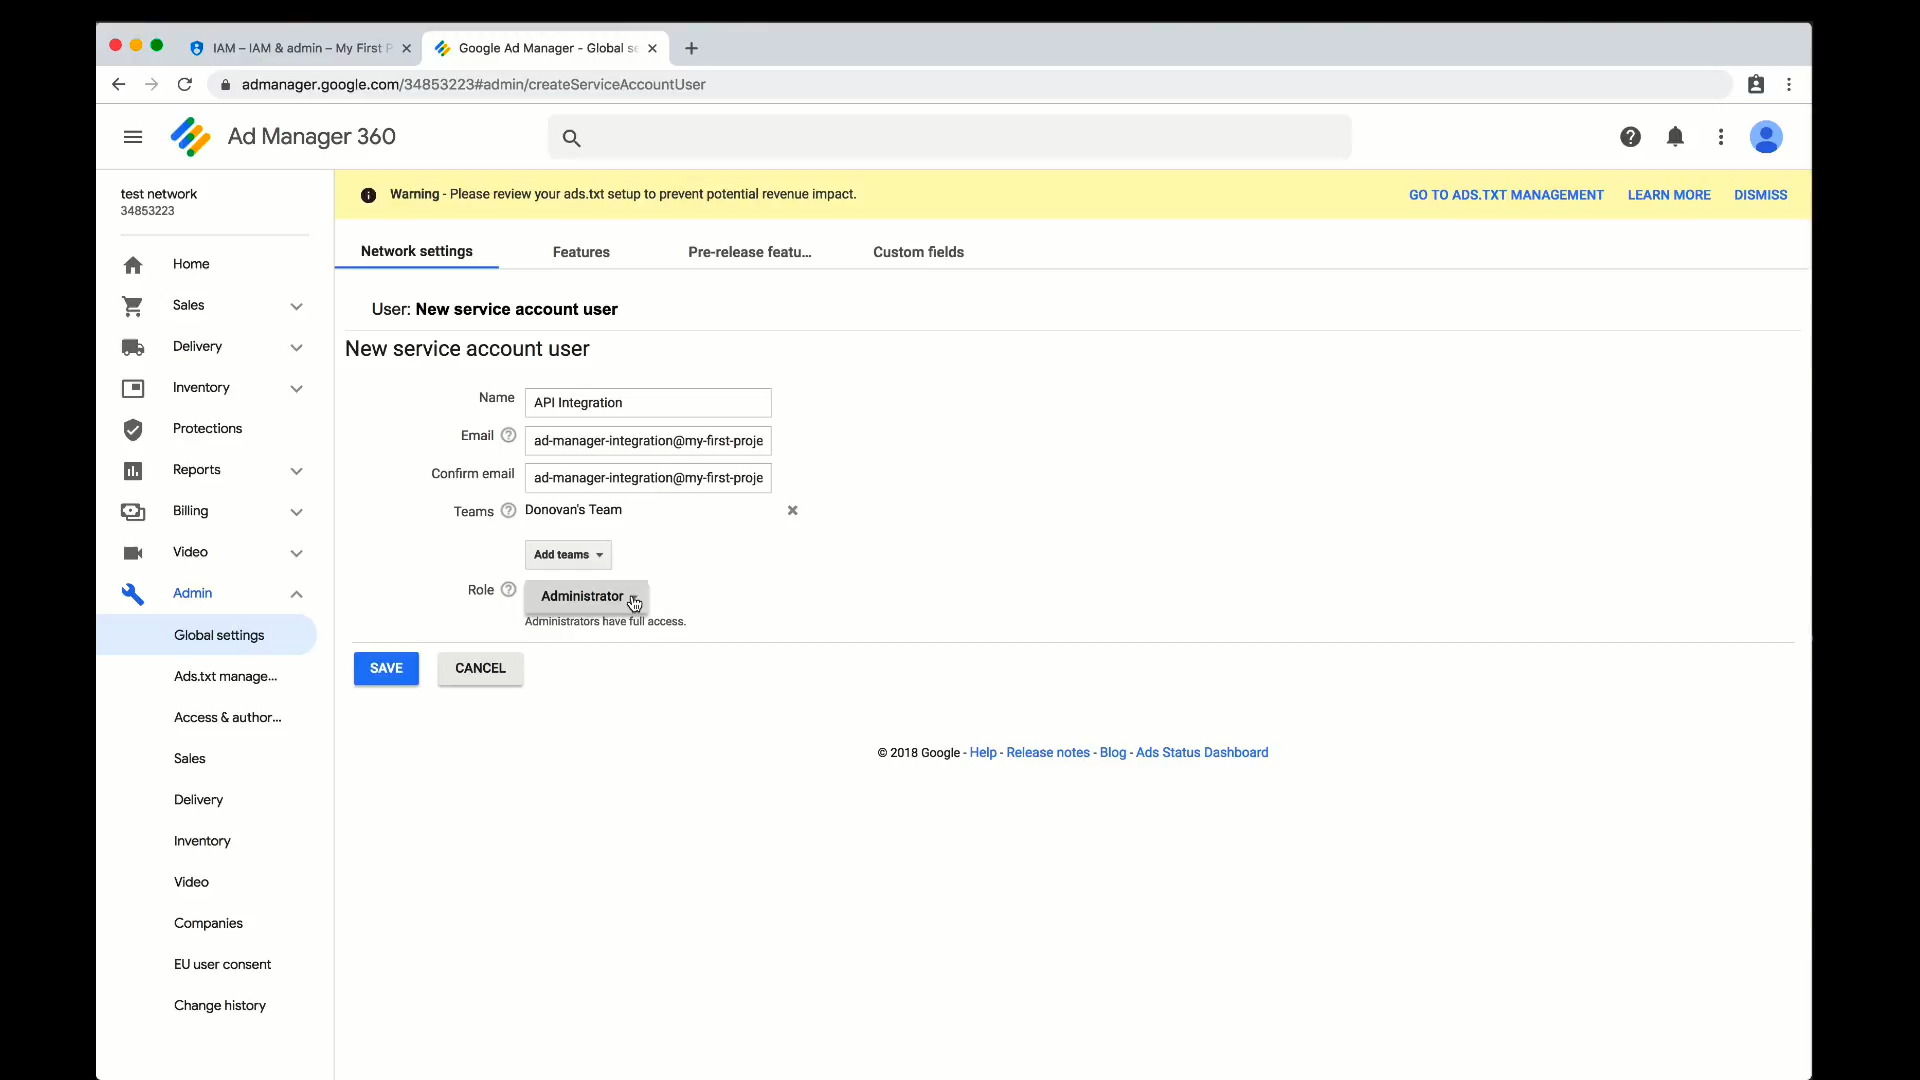 IAM – IAM & admin – My First P
Google Ad Manager - Global se
admanager.google.com/34853223#admin/createServiceAccountUser
Ad Manager 360
test network
34853223
Warning - Please review your ads.txt setup to prevent potential revenue impact.
GO TO ADS.TXT MANAGEMENT
LEARN MORE
DISMISS
Network settings
Features
Pre-release featu...
Custom fields
Home
Sales
Delivery
Inventory
Protections
Reports
Billing
Video
Admin
Global settings
Ads.txt manage...
Access & author...
Sales
Delivery
Inventory
Video
Companies
EU user consent
Change history
User: New service account user
New service account user
Name
API Integration
Email
ad-manager-integration@my-first-proje
Confirm email
ad-manager-integration@my-first-proje
Teams
Donovan's Team
Add teams
Role
Administrator
Administrators have full access.
SAVE
CANCEL
© 2018 Google - Help - Release notes - Blog - Ads Status Dashboard